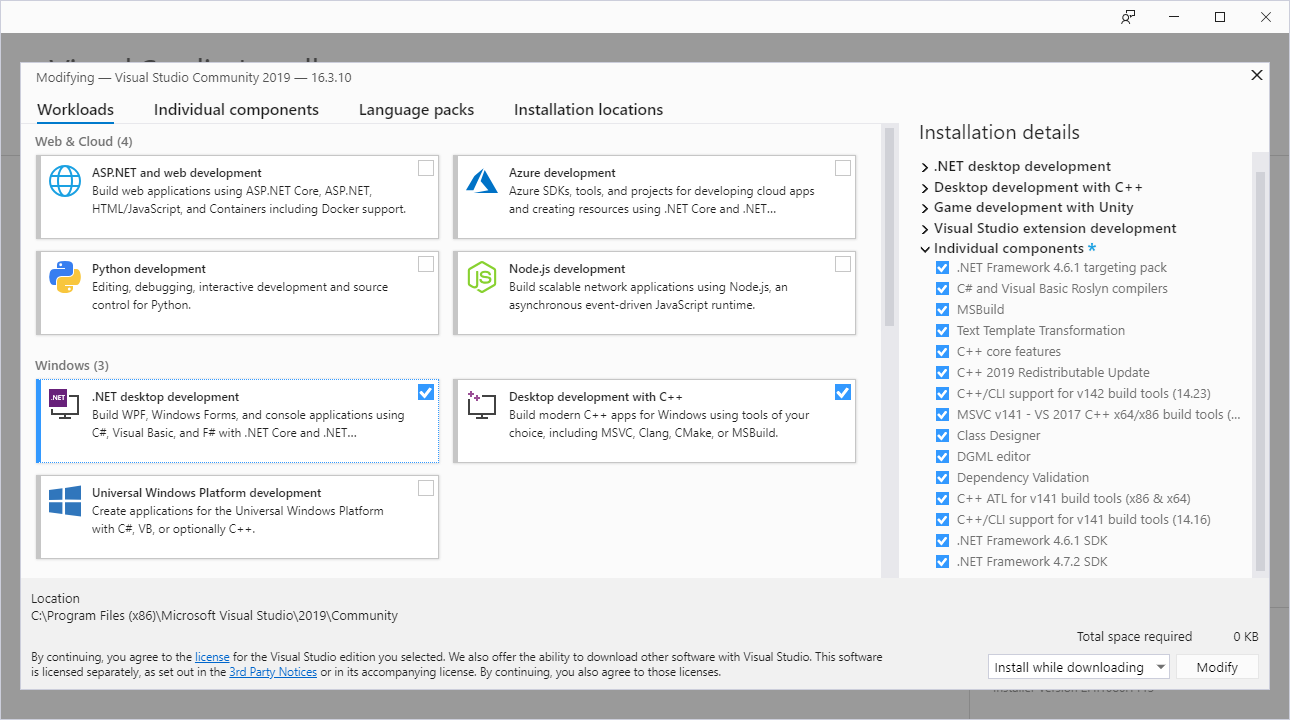 Modifying — Visual Studio Community 2019 — 16.3.10
Workloads
Individual components
Language packs
Installation locations
Web & Cloud (4)
ASP.NET and web development
Build web applications using ASP.NET Core, ASP.NET,
HTML/JavaScript, and Containers including Docker support.
Azure development
Azure SDKs, tools, and projects for developing cloud apps
and creating resources using .NET Core and .NET...
Python development
Editing, debugging, interactive development and source
control for Python.
Node.js development
Build scalable network applications using Node.js, an
asynchronous event-driven JavaScript runtime.
Windows (3)
.NET
.NET desktop development
Build WPF, Windows Forms, and console applications using
C#, Visual Basic, and F# with .NET Core and .NET...
Desktop development with C++
Build modern C++ apps for Windows using tools of your
choice, including MSVC, Clang, CMake, or MSBuild.
Universal Windows Platform development
Create applications for the Universal Windows Platform
with C#, VB, or optionally C++.
Installation details
.NET desktop development
Desktop development with C++
Game development with Unity
Visual Studio extension development
Individual components *
.NET Framework 4.6.1 targeting pack
C# and Visual Basic Roslyn compilers
MSBuild
Text Template Transformation
C++ core features
C++ 2019 Redistributable Update
C++/CLI support for v142 build tools (14.23)
MSVC v141 - VS 2017 C++ x64/x86 build tools (...
Class Designer
DGML editor
Dependency Validation
C++ ATL for v141 build tools (x86 & x64)
C++/CLI support for v141 build tools (14.16)
.NET Framework 4.6.1 SDK
.NET Framework 4.7.2 SDK
Location
C:\Program Files (x86)\Microsoft Visual Studio\2019\Community
By continuing, you agree to the license for the Visual Studio edition you selected. We also offer the ability to download other software with Visual Studio. This software
is licensed separately, as set out in the 3rd Party Notices or in its accompanying license. By continuing, you also agree to those licenses.
Total space required 0 KB
Install while downloading
Modify